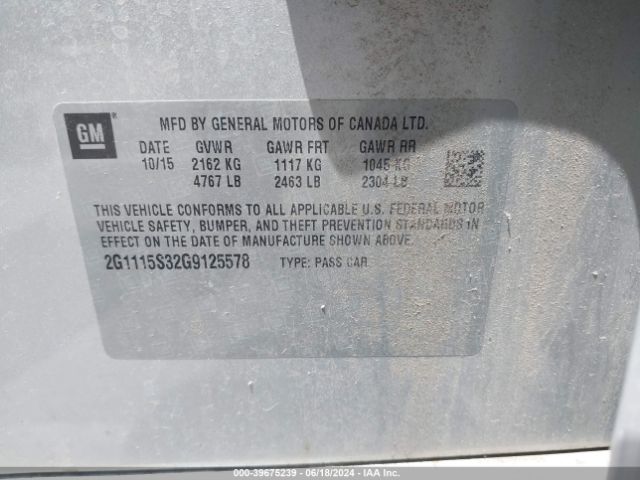 GM ® MFD BY GENERAL MOTORS OF CANADA LTD.
DATE GVWR GAWR FRT GAWR RR
10/15 2162 KG 1117 KG 1045 KG
4767 LB 2463 LB 2304 LB
THIS VEHICLE CONFORMS TO ALL APPLICABLE U.S. FEDERAL MOTOR
VEHICLE SAFETY, BUMPER, AND THEFT PREVENTION STANDARDS IN
EFFECT ON THE DATE OF MANUFACTURE SHOWN ABOVE.
2G1115S32G9125578 TYPE: PASS CAR
000-39675239 - 06/18/2024 - IAA Inc.